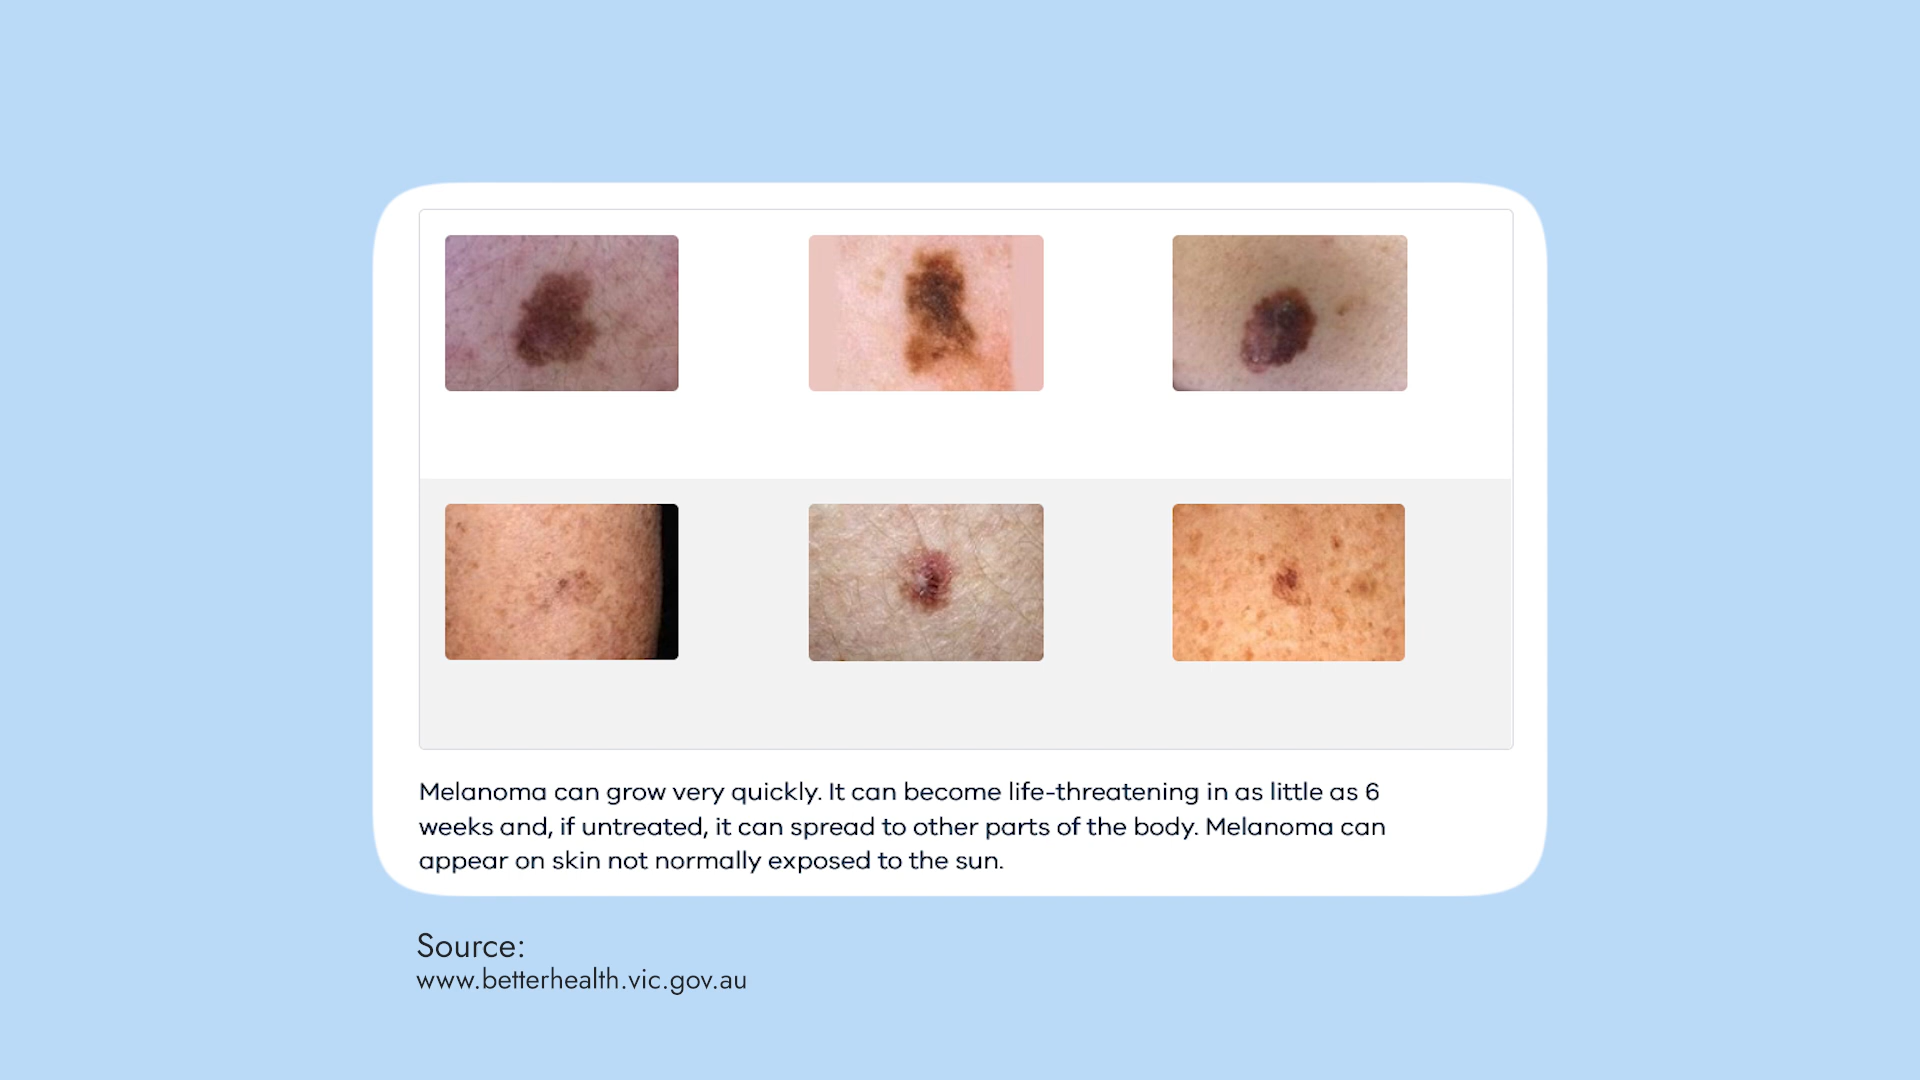 Melanoma can grow very quickly. It can become life-threatening in as little as 6
weeks and, if untreated, it can spread to other parts of the body. Melanoma can
appear on skin not normally exposed to the sun.
Source:
www.betterhealth.vic.gov.au